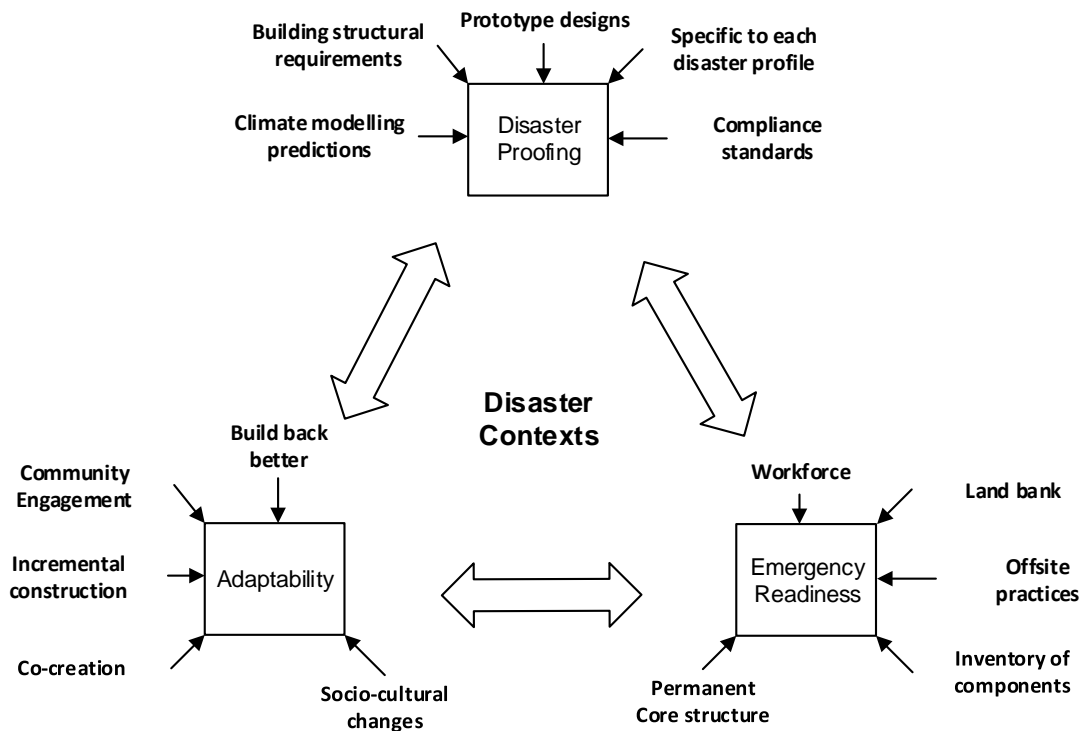 Prototype designs
Building structural
requirements
Specific to each
disaster profile
Climate modelling
predictions
Disaster
Proofing
Compliance
standards
Disaster
Contexts
Build back
better
Community
Engagement
Incremental
construction
Adaptability
Co-creation
Socio-cultural
changes
Workforce
Land bank
Emergency
Readiness
Offsite
practices
Permanent
Core structure
Inventory of
components